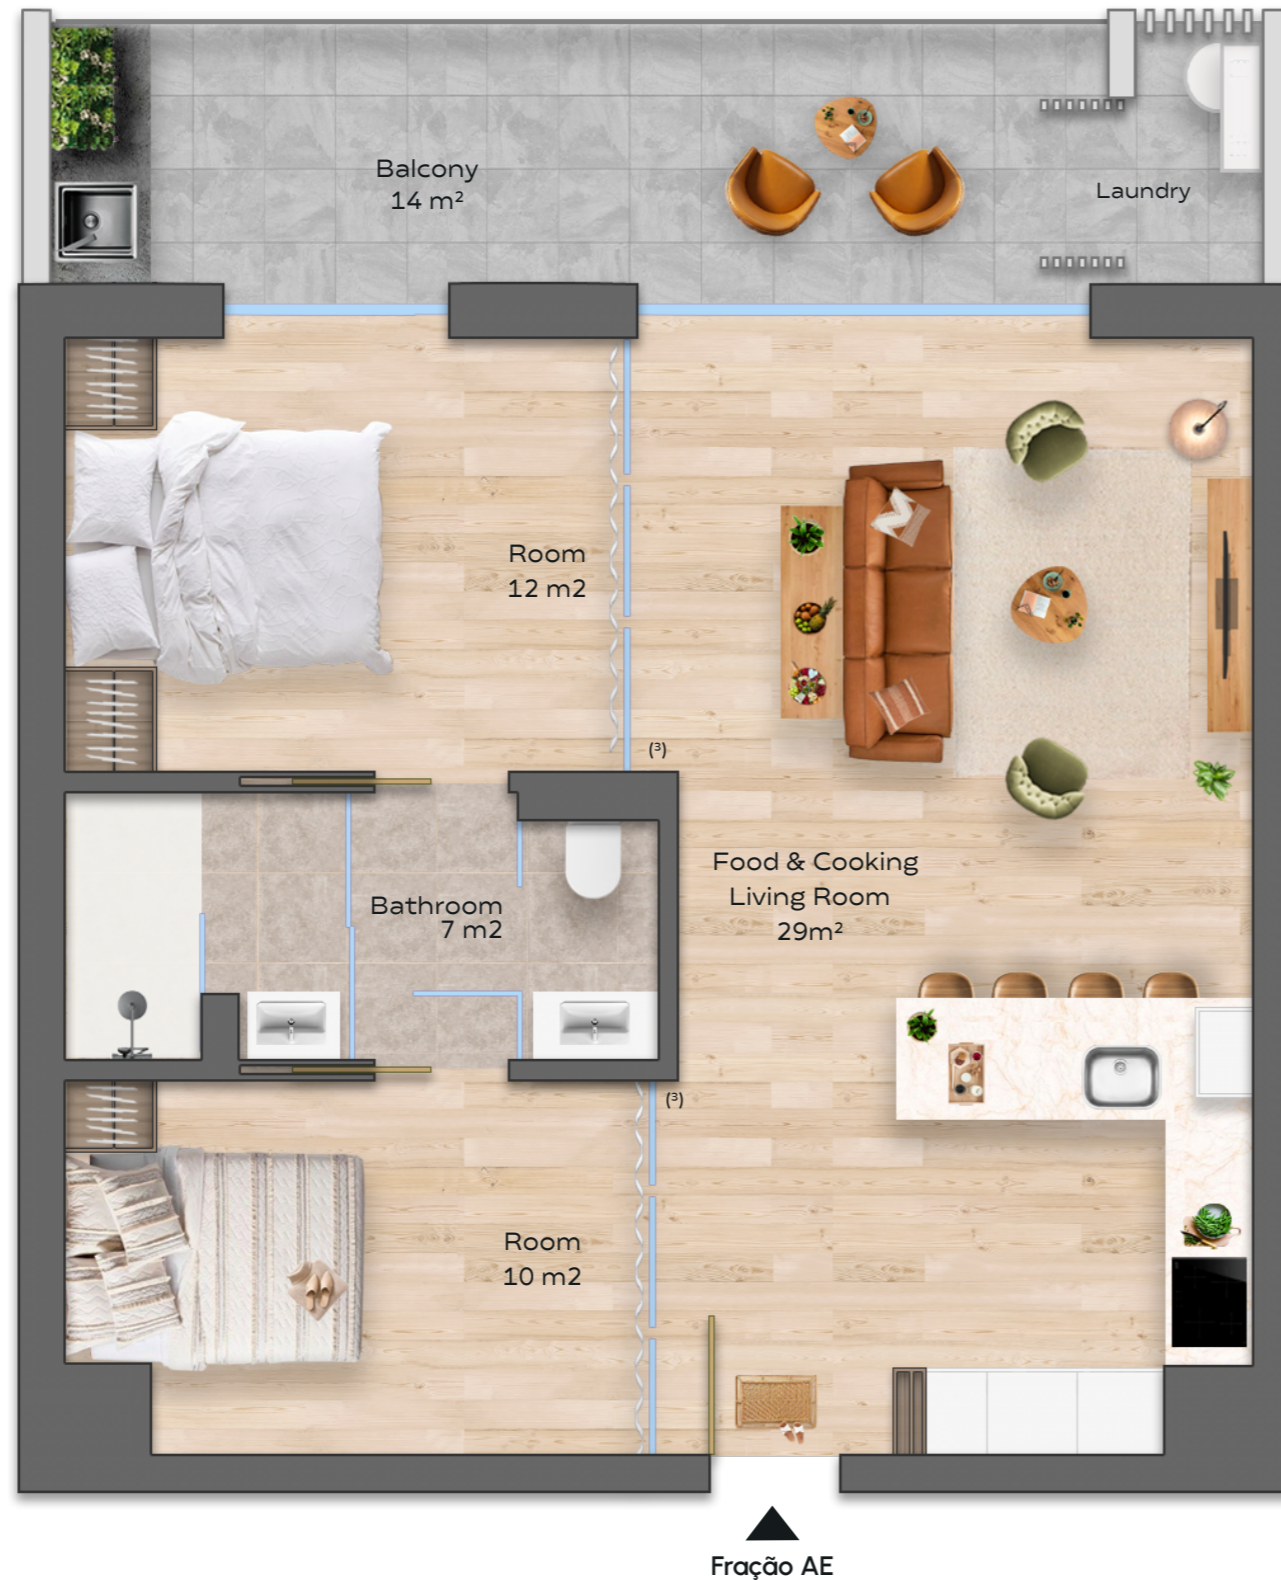 Balcony
14 m²
Laundry
Room
12 m2
(³)
Food & Cooking
Living Room
29m²
Bathroom
7 m2
(³)
Room
10 m2
Fração AE